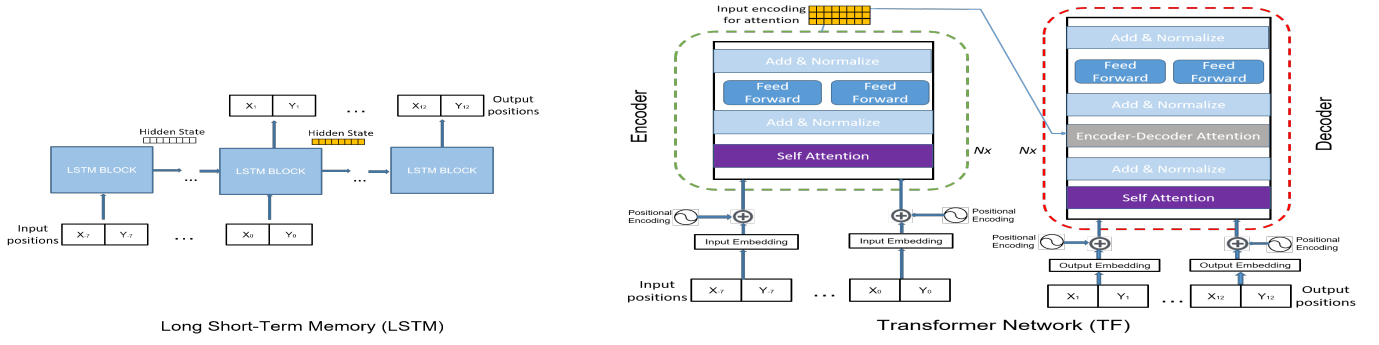 X₁ Y₁ ... X₁₂ Y₁₂ Output
positions
Hidden State
Hidden State
LSTM BLOCK
...
LSTM BLOCK
...
LSTM BLOCK
Input
positions
X₋₇ Y₋₇ ... X₀ Y₀
Long Short-Term Memory (LSTM)
Input encoding
for attention
Encoder
Add & Normalize
Feed
Forward
Feed
Forward
Add & Normalize
Self Attention
Nx
Positional
Encoding
Positional
Encoding
Input Embedding
Input Embedding
Input
positions
X₋₇ Y₋₇ ... X₀ Y₀
Nx
Decoder
Add & Normalize
Feed
Forward
Feed
Forward
Add & Normalize
Encoder-Decoder Attention
Add & Normalize
Self Attention
Positional
Encoding
Positional
Encoding
Output Embedding
Output Embedding
X₁ Y₁ ... X₁₂ Y₁₂
Output
positions
Transformer Network (TF)